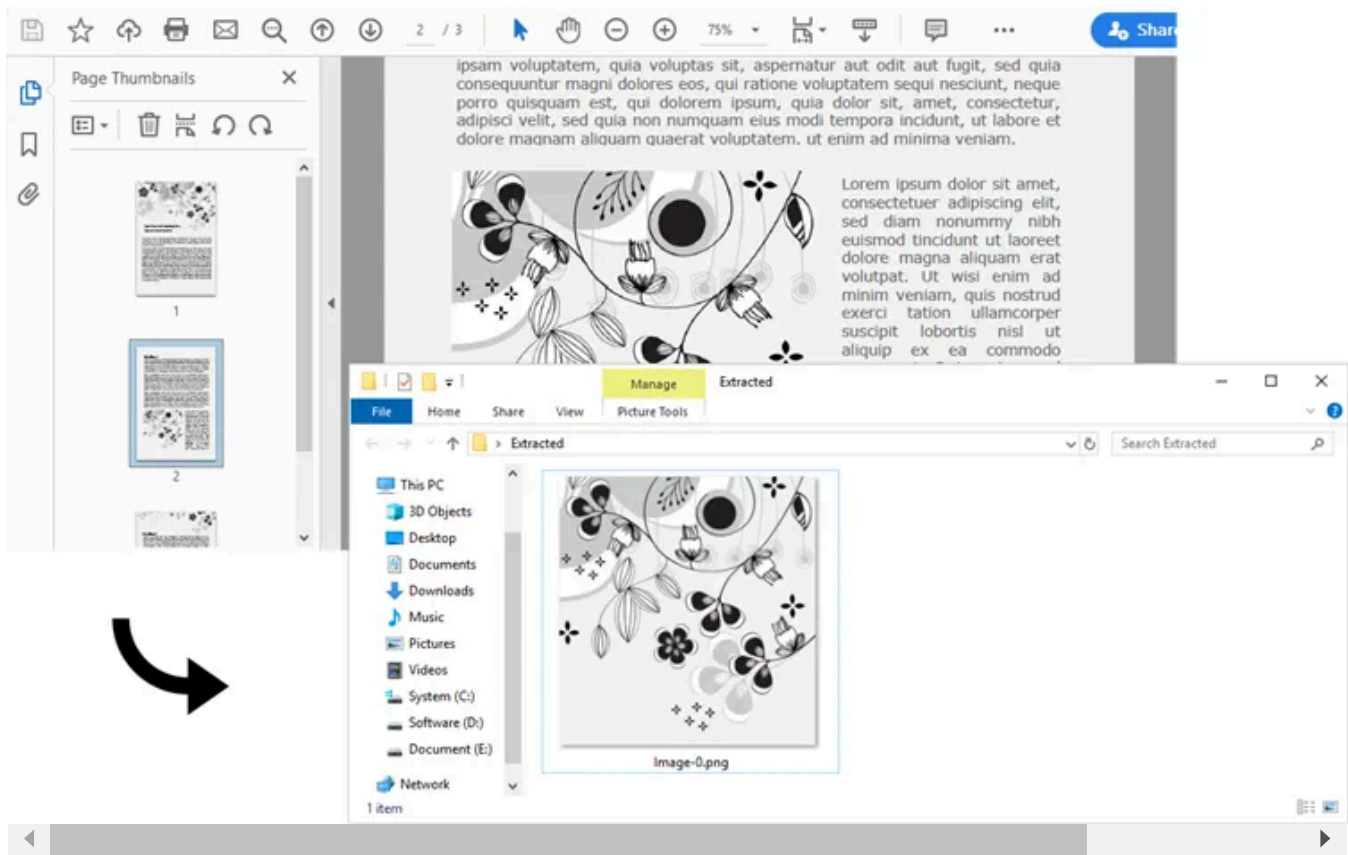 2 / 3
75%
Shar
Page Thumbnails
1
2
ipsam voluptatem, quia voluptas sit, aspernatur aut odit aut fugit, sed quia
consequuntur magni dolores eos, qui ratione voluptatem sequi nesciunt, neque
porro quisquam est, qui dolorem ipsum, quia dolor sit, amet, consectetur,
adipisci velit, sed quia non numquam eius modi tempora incidunt, ut labore et
dolore magnam aliquam quaerat voluptatem. ut enim ad minima veniam.
Lorem ipsum dolor sit amet,
consectetuer adipiscing elit,
sed diam nonummy nibh
euismod tincidunt ut laoreet
dolore magna aliquam erat
volutpat. Ut wisi enim ad
minim veniam, quis nostrud
exerci tation ullamcorper
suscipit lobortis nisl ut
aliquip ex ea commodo
Manage
Extracted
File
Home
Share
View
Picture Tools
Extracted
Search Extracted
This PC
3D Objects
Desktop
Documents
Downloads
Music
Pictures
Videos
System (C:)
Software (D:)
Document (E:)
Network
Image-0.png
1 item